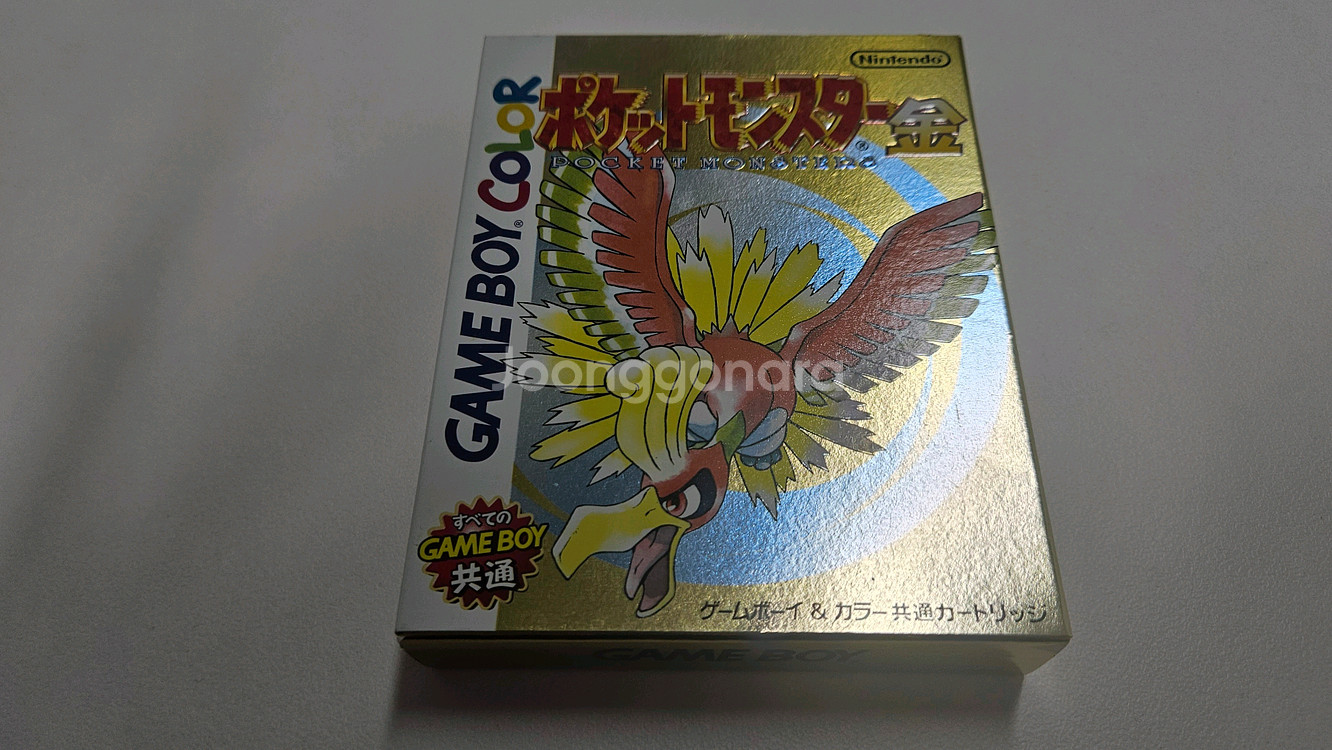 Nintendo
ポケットモンスター金
POCKET MONSTERS
GAME BOY COLOR
Joonggonara
すべての
GAME BOY
共通
ゲームボーイ & カラー共通カートリッジ
GAME BOY